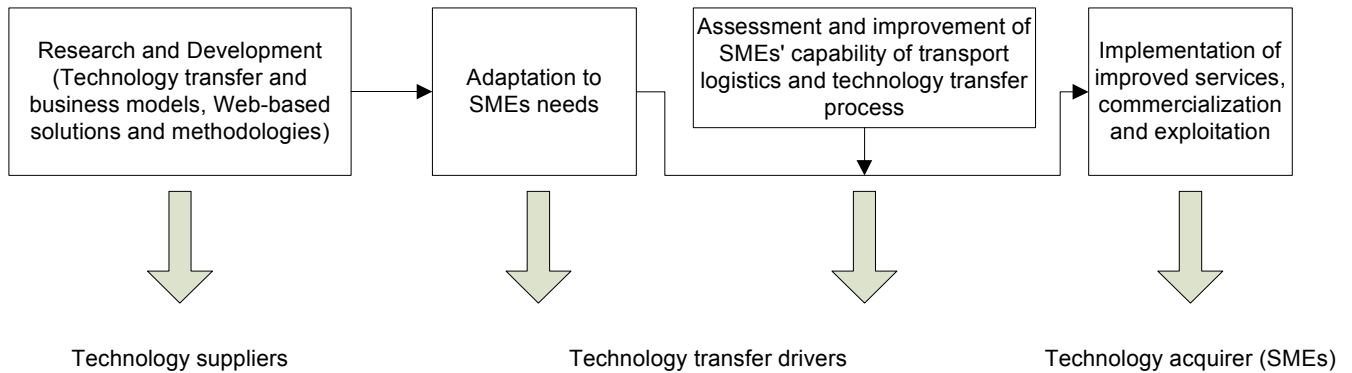 Research and Development
(Technology transfer and
business models, Web-based
solutions and methodologies)
Adaptation to
SMEs needs
Assessment and improvement of
SMEs' capability of transport
logistics and technology transfer
process
Implementation of
improved services,
commercialization
and exploitation
Technology suppliers
Technology transfer drivers
Technology acquirer (SMEs)